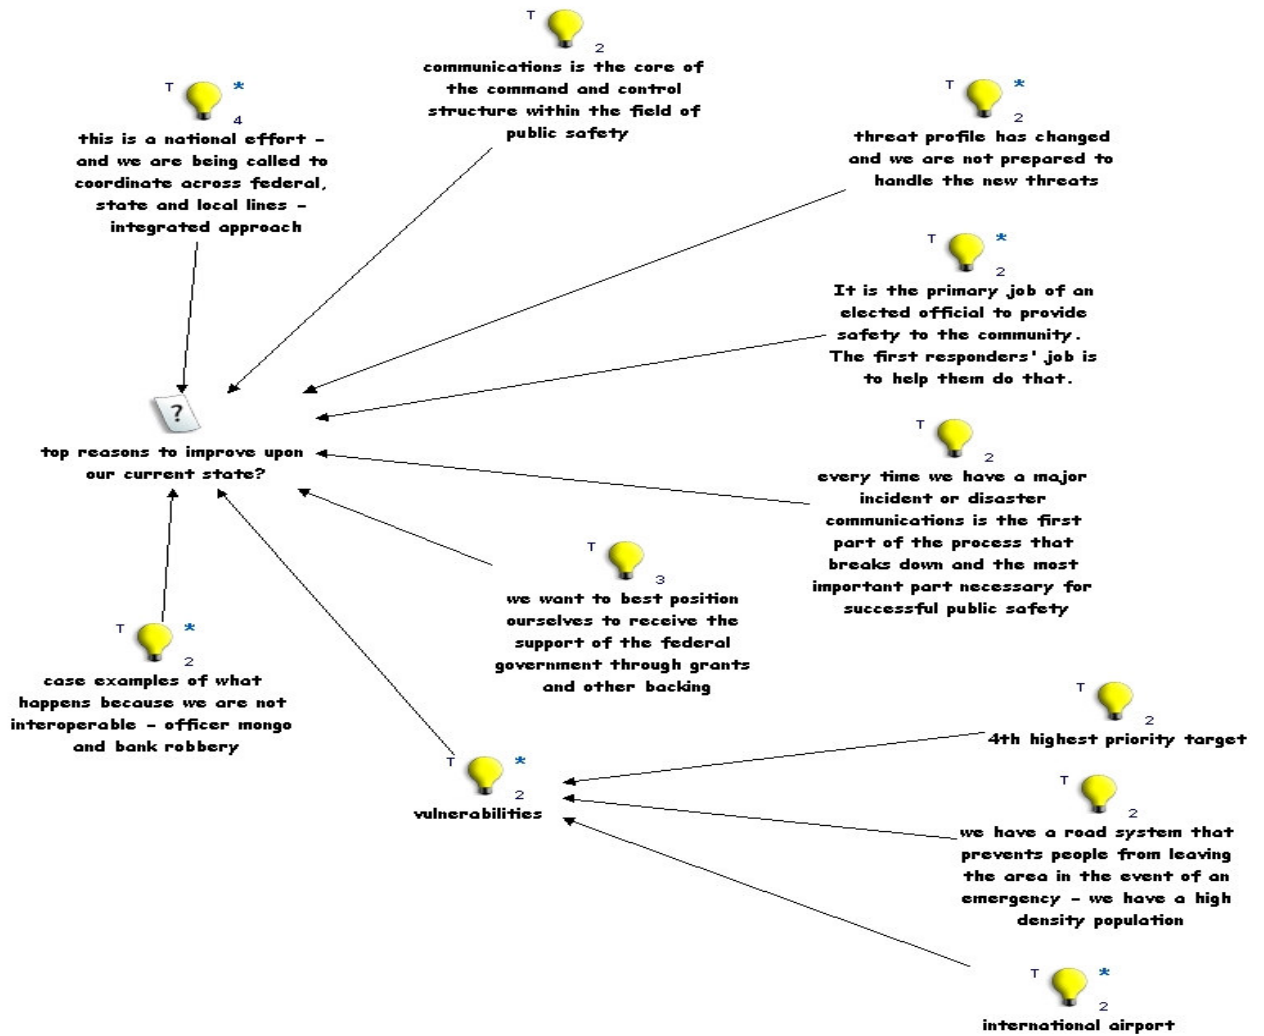 T
2
communications is the core of
the command and control
structure within the field of
public safety
T *
4
this is a national effort -
and we are being called to
coordinate across federal,
state and local lines -
integrated approach
T *
2
threat profile has changed
and we are not prepared to
handle the new threats
T *
2
It is the primary job of an
elected official to provide
safety to the community.
The first responders' job is
to help them do that.
?
top reasons to improve upon
our current state?
T
2
every time we have a major
incident or disaster
communications is the first
part of the process that
breaks down and the most
important part necessary for
successful public safety
T
3
we want to best position
ourselves to receive the
support of the federal
government through grants
and other backing
T *
2
case examples of what
happens because we are not
interoperable - officer mongo
and bank robbery
T *
2
vulnerabilities
T
2
4th highest priority target
T
2
we have a road system that
prevents people from leaving
the area in the event of an
emergency - we have a high
density population
T *
2
international airport